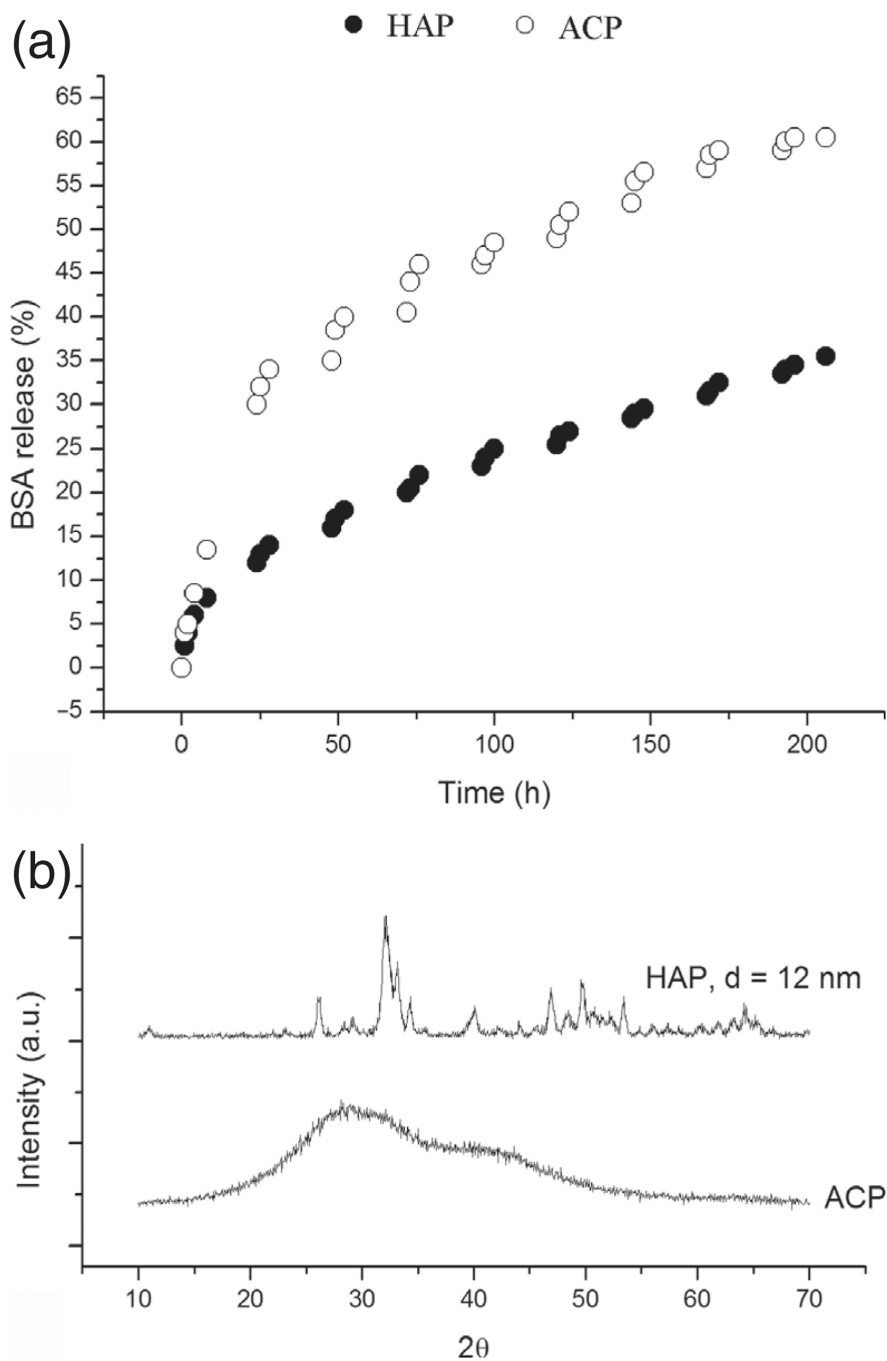 (a)
HAP ACP
65
60
55
50
45
40
35
30
25
20
15
10
5
0
–5
BSA release (%)
0 50 100 150 200
Time (h)
(b)
HAP, d = 12 nm
ACP
Intensity (a.u.)
10 20 30 40 50 60 70
2θ